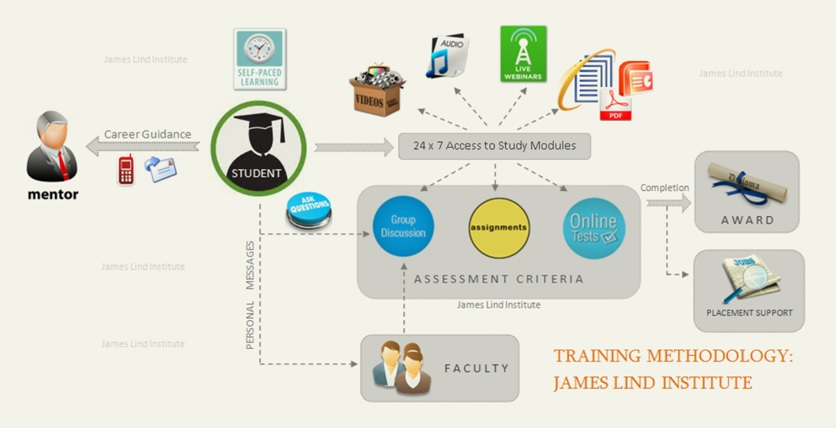 James Lind Institute
SELF-PACED
LEARNING
VIDEOS
AUDIO
LIVE
WEBINARS
PDF
James Lind Institute
Career Guidance
mentor
STUDENT
24 x 7 Access to Study Modules
ASK
QUESTIONS
Group
Discussion
assignments
Online
Tests
ASSESSMENT CRITERIA
James Lind Institute
Completion
Diploma
AWARD
JOBS
PLACEMENT SUPPORT
PERSONAL MESSAGES
James Lind Institute
James Lind Institute
FACULTY
TRAINING METHODOLOGY:
JAMES LIND INSTITUTE